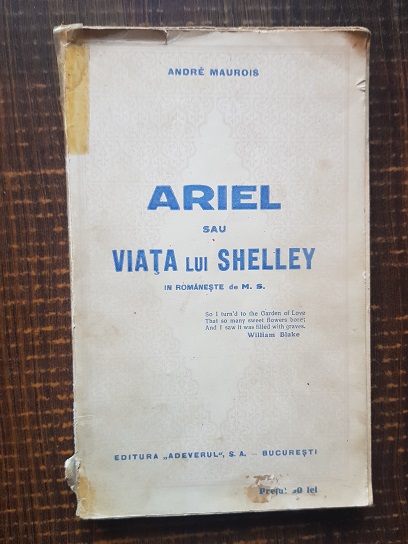 ANDRÉ MAUROIS
ARIEL
SAU
VIAȚA LUI SHELLEY
IN ROMÂNEȘTE de M. S.
So I turn'd to the Garden of Love
That so many sweet flowers bore;
And I saw it was filled with graves.
William Blake
EDITURA „ADEVERUL", S. A. — BUCUREȘTI
Prețul lei